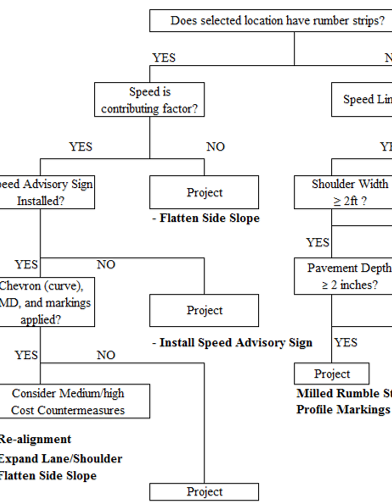 Does selected location have rumber strips?
YES
Speed is
contributing factor?
Speed Lin
YES
NO
Speed Advisory Sign
Installed?
Project
Shoulder Width
≥ 2ft ?
- Flatten Side Slope
YES
YES
NO
Chevron (curve),
MD, and markings
applied?
Project
Pavement Depth
≥ 2 inches?
- Install Speed Advisory Sign
YES
YES
NO
Project
Consider Medium/high
Cost Countermeasures
Milled Rumble St
Profile Markings
Re-alignment
Expand Lane/Shoulder
Flatten Side Slope
Project